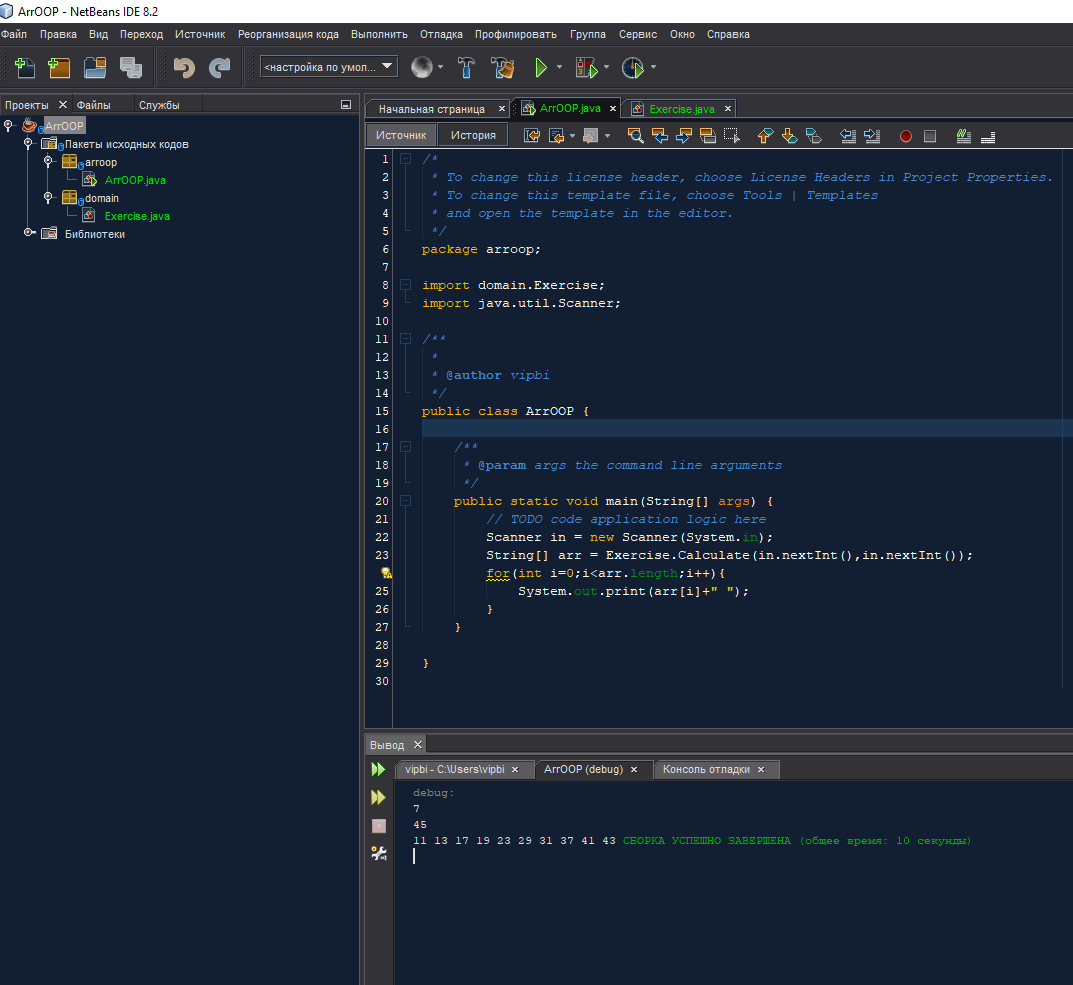 ArrOOP - NetBeans IDE 8.2
Файл Правка Вид Переход Источник Реорганизация кода Выполнить Отладка Профилировать Группа Сервис Окно Справка
<настройка по умол...
Проекты Файлы Службы
ArrOOP
Пакеты исходных кодов
arroop
ArrOOP.java
domain
Exercise.java
Библиотеки
Начальная страница ArrOOP.java Exercise.java
Источник История
1 /*
2 * To change this license header, choose License Headers in Project Properties.
3 * To change this template file, choose Tools | Templates
4 * and open the template in the editor.
5 */
6 package arroop;
7
8 import domain.Exercise;
9 import java.util.Scanner;
10
11 /**
12 *
13 * @author vipbi
14 */
15 public class ArrOOP {
16
17 /**
18 * @param args the command line arguments
19 */
20 public static void main(String[] args) {
21 // TODO code application logic here
22 Scanner in = new Scanner(System.in);
23 String[] arr = Exercise.Calculate(in.nextInt(),in.nextInt());
for(int i=0;i<arr.length;i++){
25 System.out.print(arr[i]+" ");
26 }
27 }
28
29 }
30
Вывод
vipbi - C:\Users\vipbi ArrOOP (debug) Консоль отладки
debug:
7
45
11 13 17 19 23 29 31 37 41 43 СБОРКА УСПЕШНО ЗАВЕРШЕНА (общее время: 10 секунды)